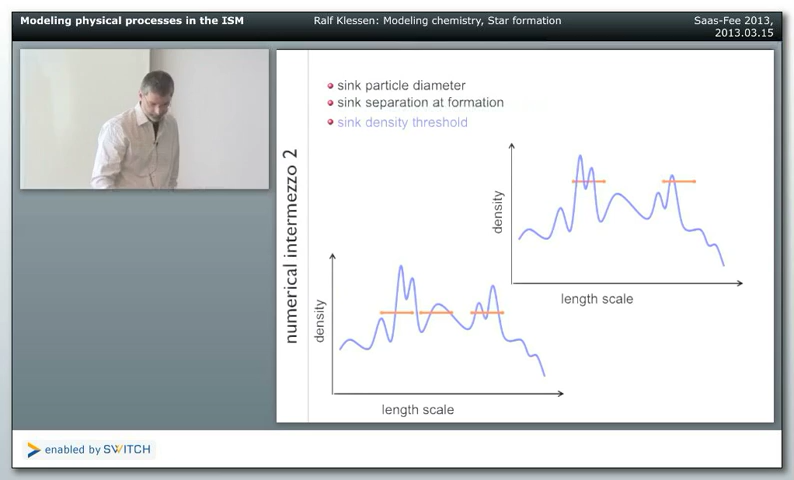 Modeling physical processes in the ISM
Ralf Klessen: Modeling chemistry, Star formation
Saas-Fee 2013,
2013.03.15
sink particle diameter
sink separation at formation
sink density threshold
numerical intermezzo 2
density
length scale
density
length scale
enabled by SWITCH